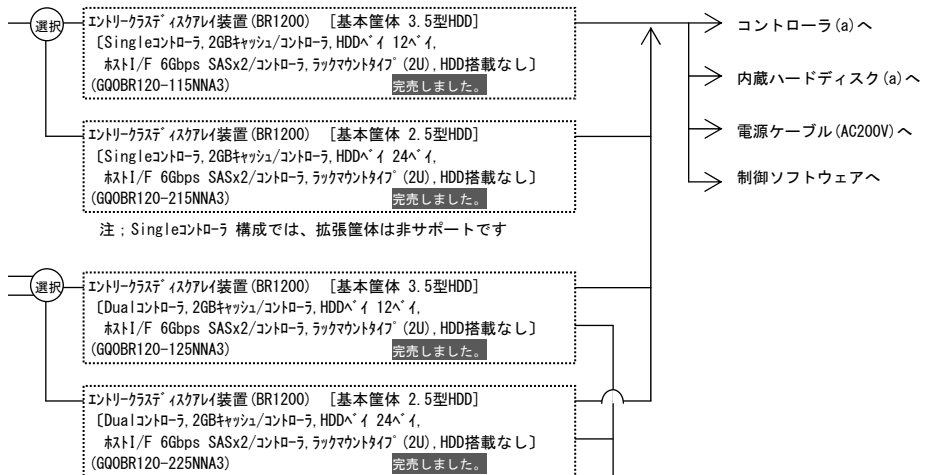 選択
エントリークラスディスクアレイ装置(BR1200) [基本筐体 3.5型HDD]
〔Singleコントローラ,2GBキャッシュ/コントローラ,HDDベイ 12ベイ,
ホストI/F 6Gbps SASx2/コントローラ,ラックマウントタイプ(2U),HDD搭載なし〕
(GQOBR120-115NNA3) 完売しました。
エントリークラスディスクアレイ装置(BR1200) [基本筐体 2.5型HDD]
〔Singleコントローラ,2GBキャッシュ/コントローラ,HDDベイ 24ベイ,
ホストI/F 6Gbps SASx2/コントローラ,ラックマウントタイプ(2U),HDD搭載なし〕
(GQOBR120-215NNA3) 完売しました。
注;Singleコントローラ 構成では、拡張筐体は非サポートです
コントローラ(a)へ
内蔵ハードディスク(a)へ
電源ケーブル(AC200V)へ
制御ソフトウェアへ
選択
エントリークラスディスクアレイ装置(BR1200) [基本筐体 3.5型HDD]
〔Dualコントローラ,2GBキャッシュ/コントローラ,HDDベイ 12ベイ,
ホストI/F 6Gbps SASx2/コントローラ,ラックマウントタイプ(2U),HDD搭載なし〕
(GQOBR120-125NNA3) 完売しました。
エントリークラスディスクアレイ装置(BR1200) [基本筐体 2.5型HDD]
〔Dualコントローラ,2GBキャッシュ/コントローラ,HDDベイ 24ベイ,
ホストI/F 6Gbps SASx2/コントローラ,ラックマウントタイプ(2U),HDD搭載なし〕
(GQOBR120-225NNA3) 完売しました。